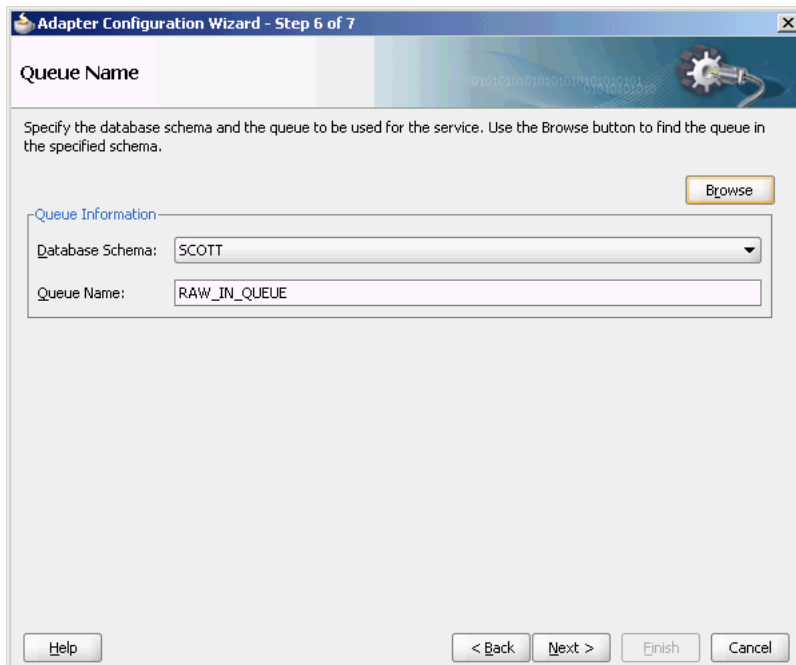 Adapter Configuration Wizard - Step 6 of 7
Queue Name
Specify the database schema and the queue to be used for the service. Use the Browse button to find the queue in
the specified schema.
Browse
Queue Information
Database Schema: SCOTT
Queue Name: RAW_IN_QUEUE
Help < Back Next > Finish Cancel